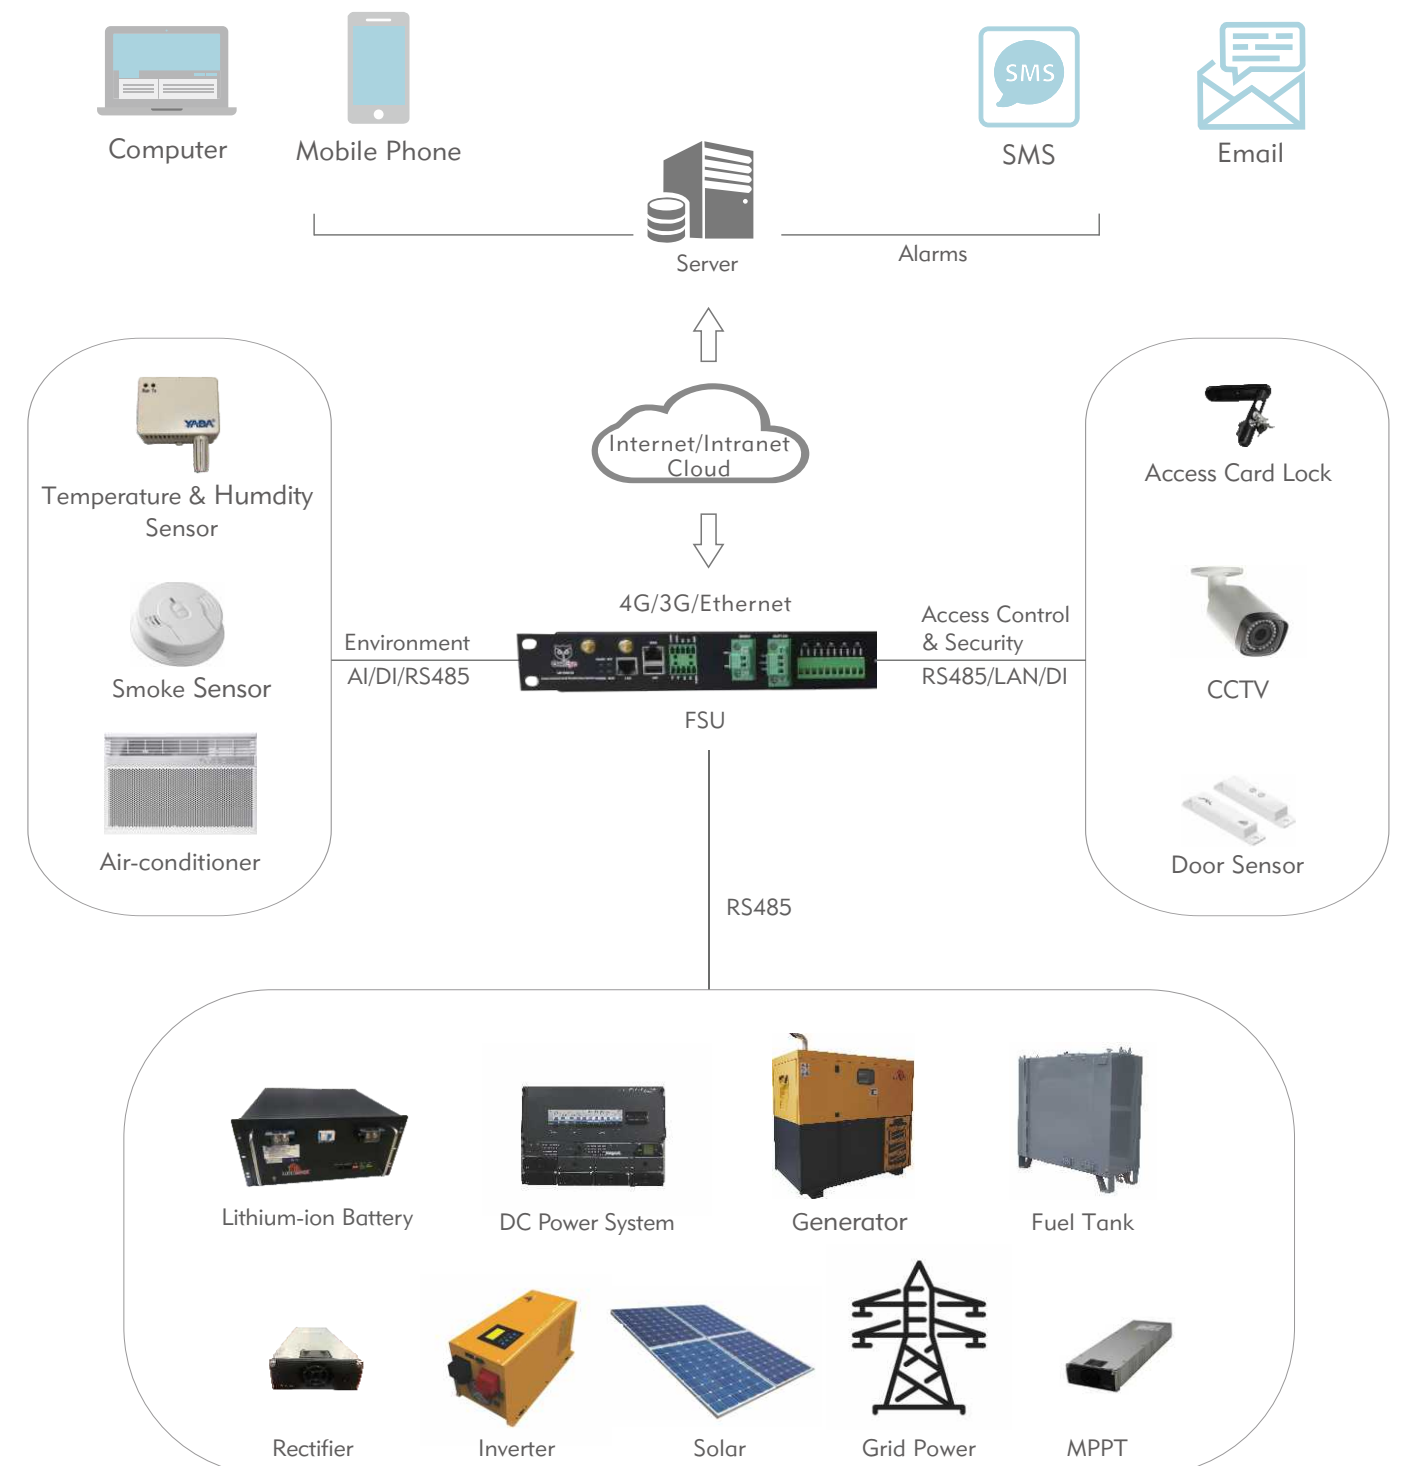 Computer
Mobile Phone
SMS
SMS
Email
Server
Alarms
YABA
Temperature & Humdity
Sensor
Internet/Intranet
Cloud
Access Card Lock
4G/3G/Ethernet
Smoke Sensor
Environment
AI/DI/RS485
Access Control
& Security
RS485/LAN/DI
CCTV
FSU
Air-conditioner
Door Sensor
RS485
Lithium-ion Battery
DC Power System
Generator
Fuel Tank
Rectifier
Inverter
Solar
Grid Power
MPPT